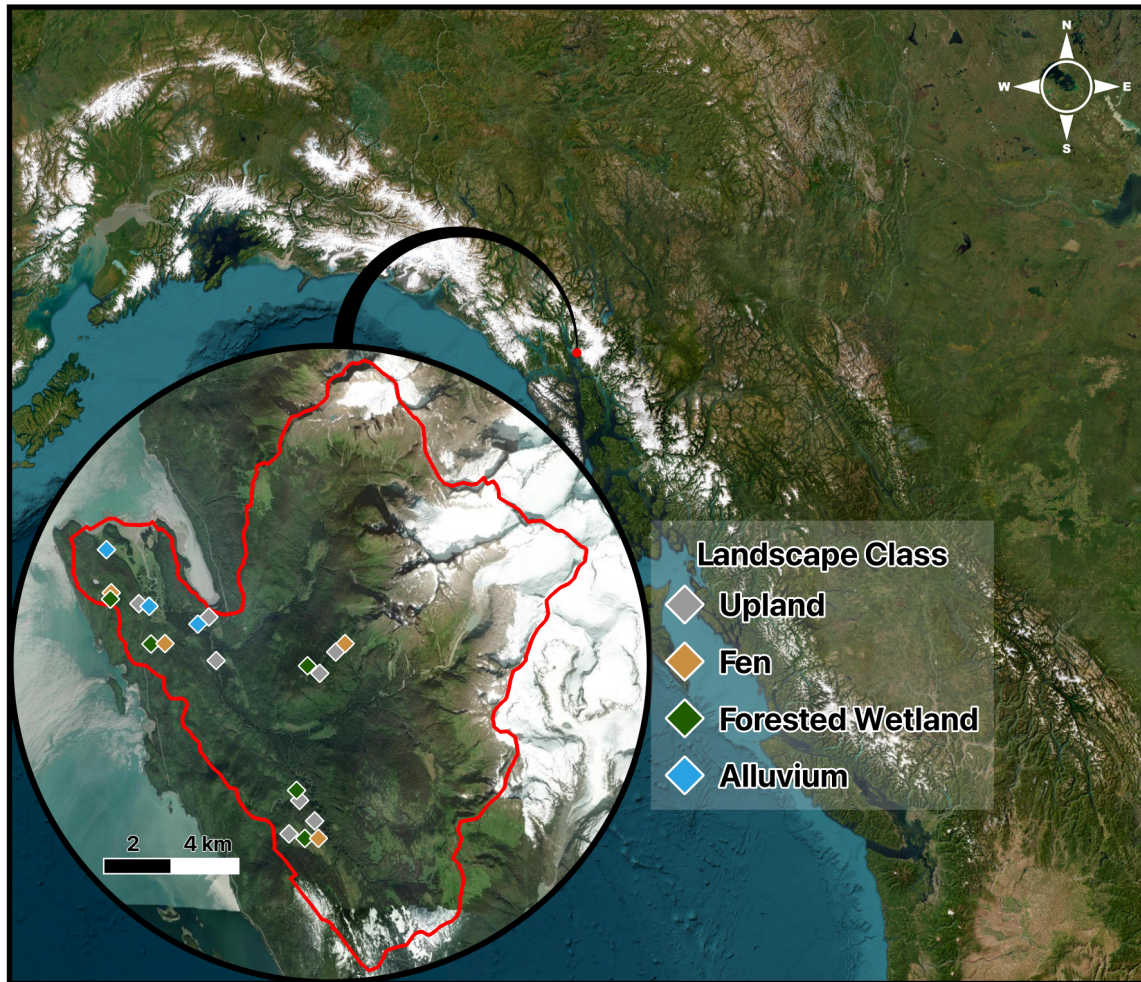 N
W
E
S
Landscape Class
Upland
Fen
Forested Wetland
Alluvium
2 4 km